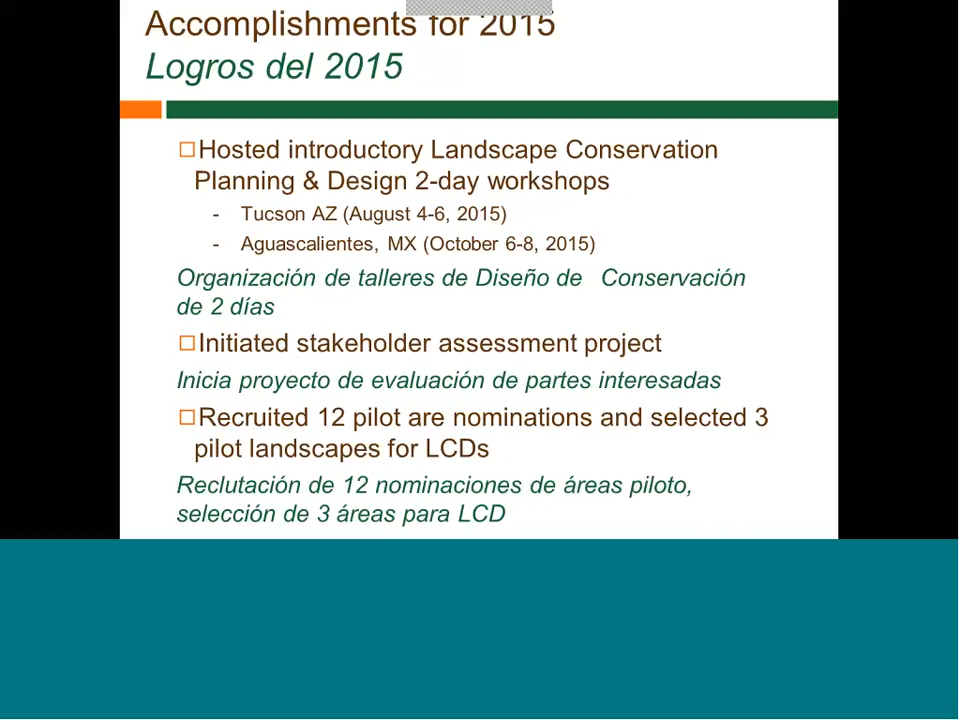 Accomplishments for 2015
Logros del 2015
Hosted introductory Landscape Conservation
Planning & Design 2-day workshops
- Tucson AZ (August 4-6, 2015)
- Aguascalientes, MX (October 6-8, 2015)
Organización de talleres de Diseño de Conservación
de 2 días
Initiated stakeholder assessment project
Inicia proyecto de evaluación de partes interesadas
Recruited 12 pilot are nominations and selected 3
pilot landscapes for LCDs
Reclutación de 12 nominaciones de áreas piloto,
selección de 3 áreas para LCD